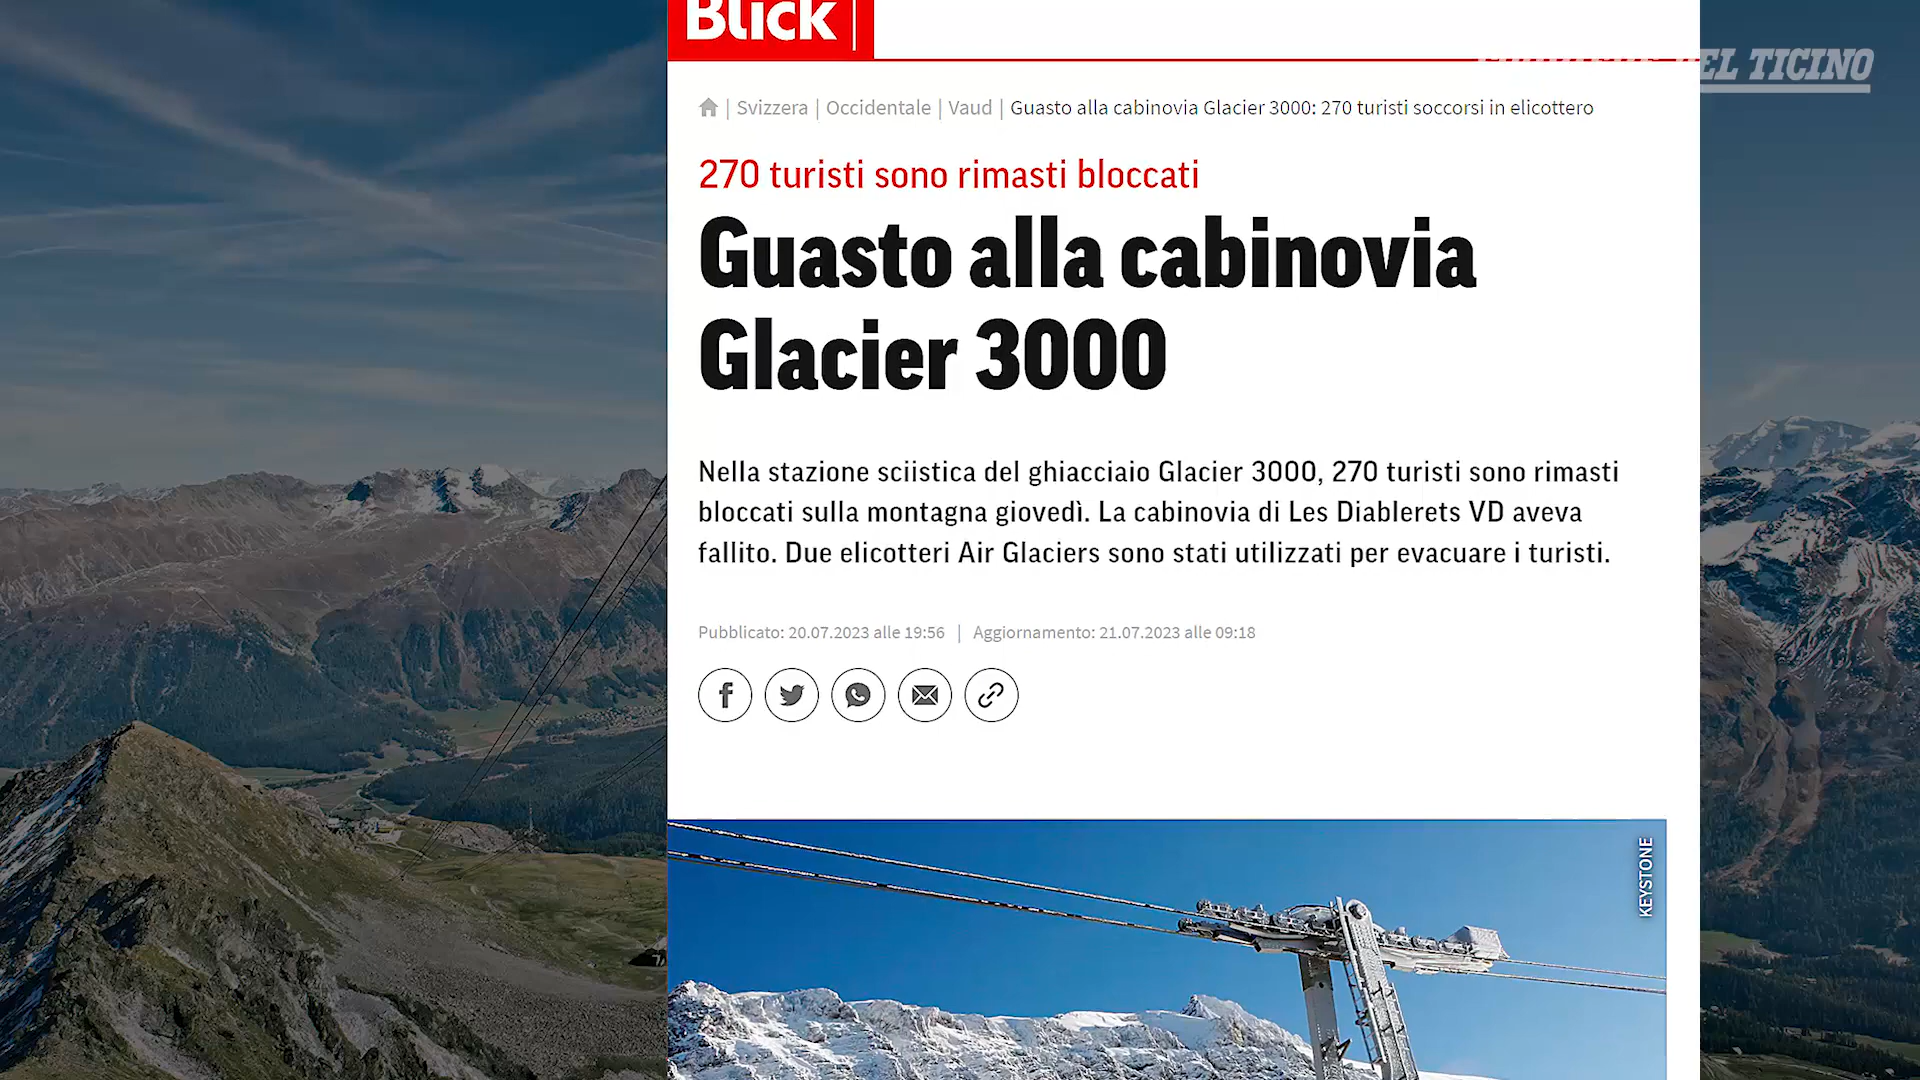 Blick
EL TICINO
Svizzera | Occidentale | Vaud | Guasto alla cabinovia Glacier 3000: 270 turisti soccorsi in elicottero
270 turisti sono rimasti bloccati
Guasto alla cabinovia
Glacier 3000
Nella stazione sciistica del ghiacciaio Glacier 3000, 270 turisti sono rimasti
bloccati sulla montagna giovedì. La cabinovia di Les Diablerets VD aveva
fallito. Due elicotteri Air Glaciers sono stati utilizzati per evacuare i turisti.
Pubblicato: 20.07.2023 alle 19:56 | Aggiornamento: 21.07.2023 alle 09:18
KEYSTONE